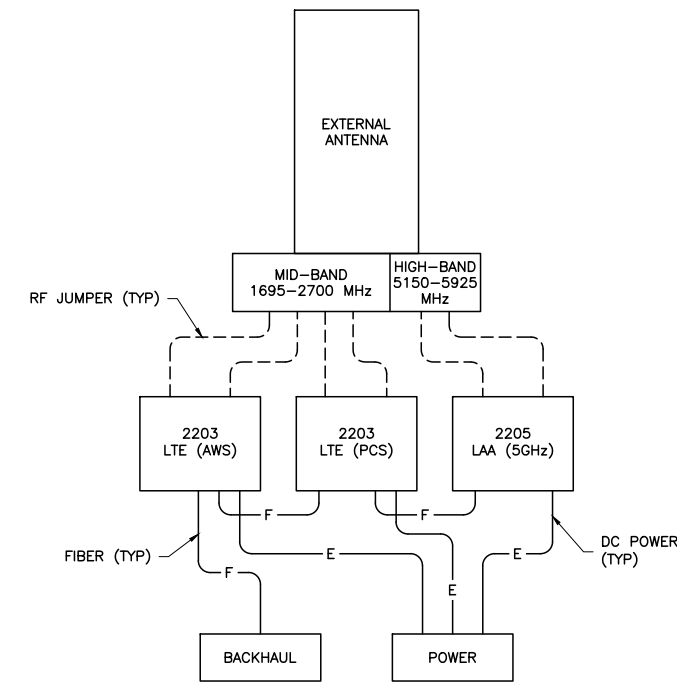 EXTERNAL
ANTENNA
MID-BAND
1695-2700 MHz
HIGH-BAND
5150-5925
MHz
RF JUMPER (TYP)
2203
LTE (AWS)
2203
LTE (PCS)
2205
LAA (5GHz)
F
F
FIBER (TYP)
E
E
DC POWER
(TYP)
F
E
BACKHAUL
POWER